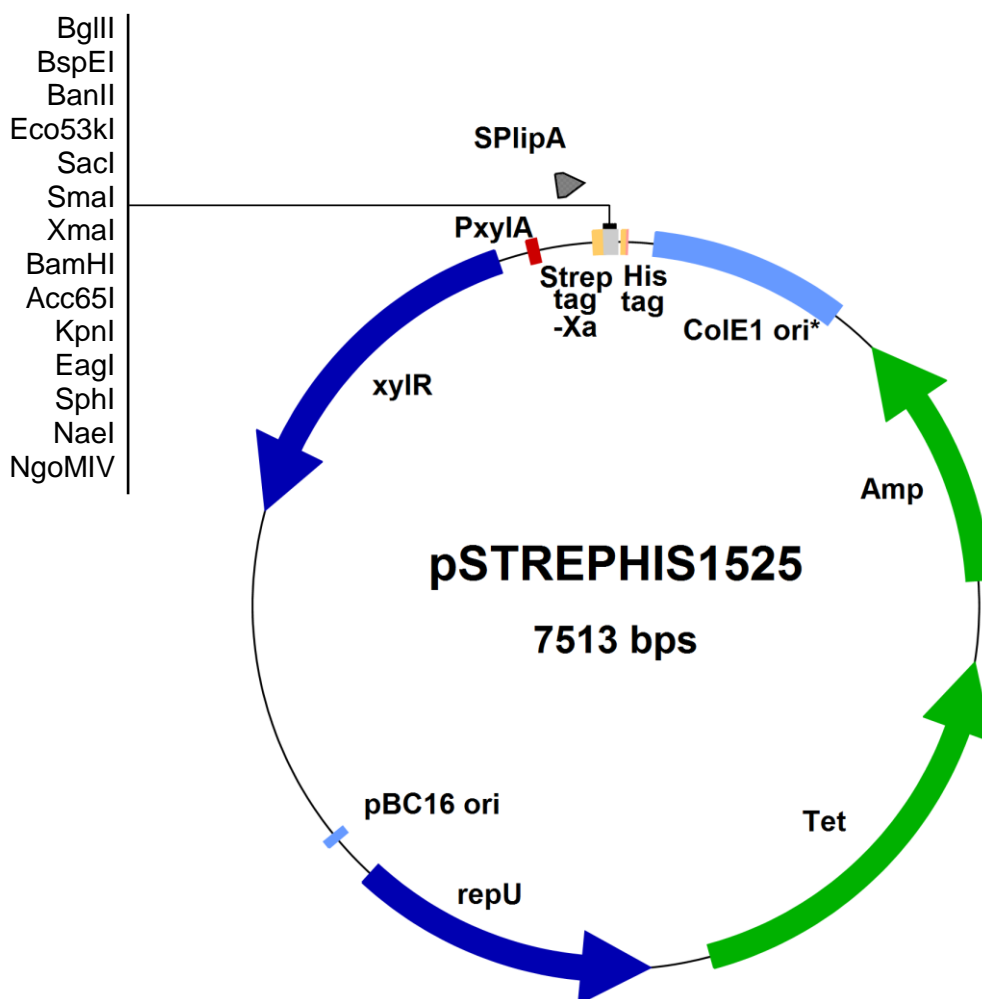 BglII
BspEI
BanII
Eco53kI
SacI
SmaI
XmaI
BamHI
Acc65I
KpnI
EagI
SphI
NaeI
NgoMIV
SPlipA
PxylA
Strep
tag
-Xa
His
tag
ColE1 ori*
xylR
Amp
pSTREPHIS1525
7513 bps
pBC16 ori
Tet
repU